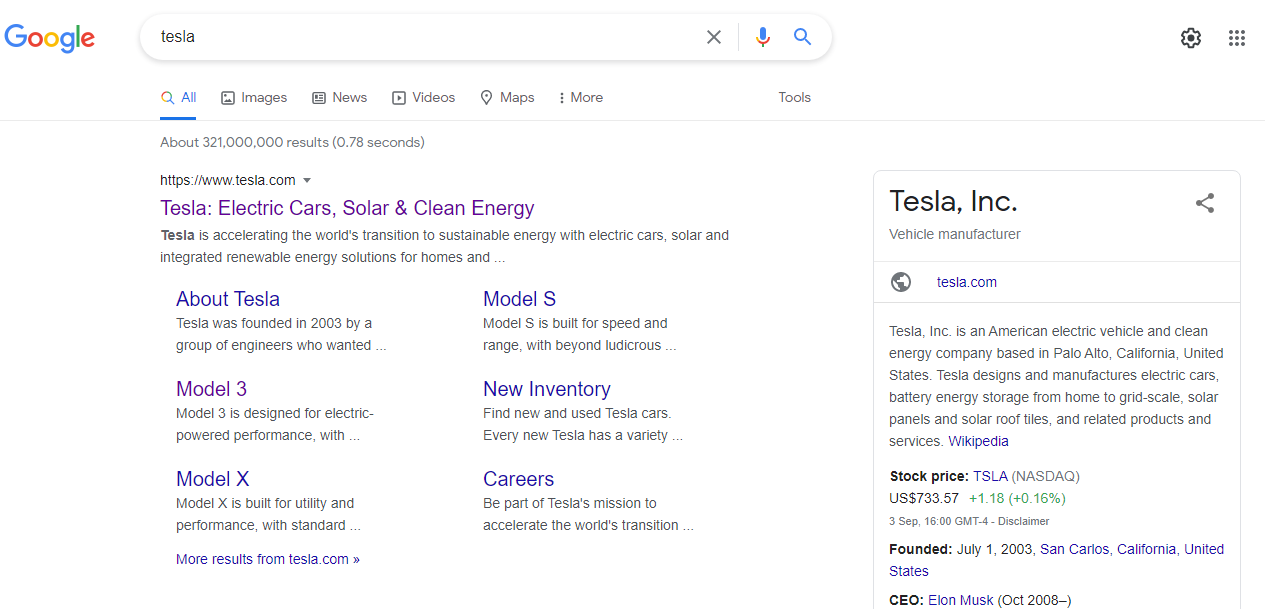 Google
tesla
All
Images
News
Videos
Maps
More
Tools
About 321,000,000 results (0.78 seconds)
https://www.tesla.com
Tesla: Electric Cars, Solar & Clean Energy
Tesla is accelerating the world's transition to sustainable energy with electric cars, solar and
integrated renewable energy solutions for homes and ...
About Tesla
Tesla was founded in 2003 by a
group of engineers who wanted ...
Model S
Model S is built for speed and
range, with beyond ludicrous ...
Model 3
Model 3 is designed for electric-
powered performance, with ...
New Inventory
Find new and used Tesla cars.
Every new Tesla has a variety ...
Model X
Model X is built for utility and
performance, with standard ...
Careers
Be part of Tesla's mission to
accelerate the world's transition ...
More results from tesla.com »
Tesla, Inc.
Vehicle manufacturer
tesla.com
Tesla, Inc. is an American electric vehicle and clean
energy company based in Palo Alto, California, United
States. Tesla designs and manufactures electric cars,
battery energy storage from home to grid-scale, solar
panels and solar roof tiles, and related products and
services. Wikipedia
Stock price: TSLA (NASDAQ)
US$733.57 +1.18 (+0.16%)
3 Sep, 16:00 GMT-4 - Disclaimer
Founded: July 1, 2003, San Carlos, California, United
States
CEO: Elon Musk (Oct 2008–)